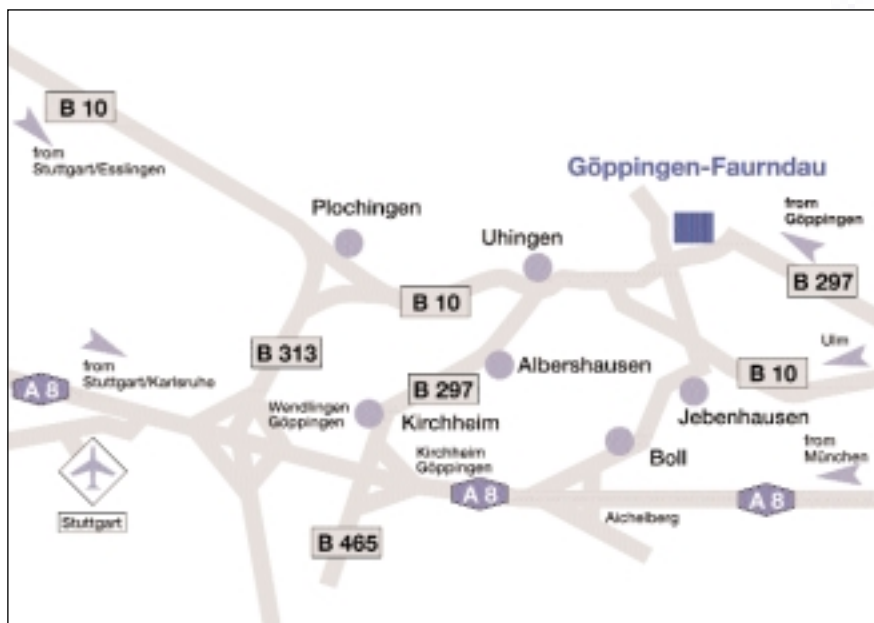 B 10
from
Stuttgart/Esslingen
Göppingen-Faurndau
Plochingen
from
Göppingen
Uhingen
B 297
B 10
B 313
from
Stuttgart/Karlsruhe
A 8
Albershausen
Ulm
B 10
B 297
Wendlingen
Göppingen
Kirchheim
Jebenhausen
Kirchheim
Göppingen
Boll
from
München
A 8
A 8
Aichelberg
Stuttgart
B 465